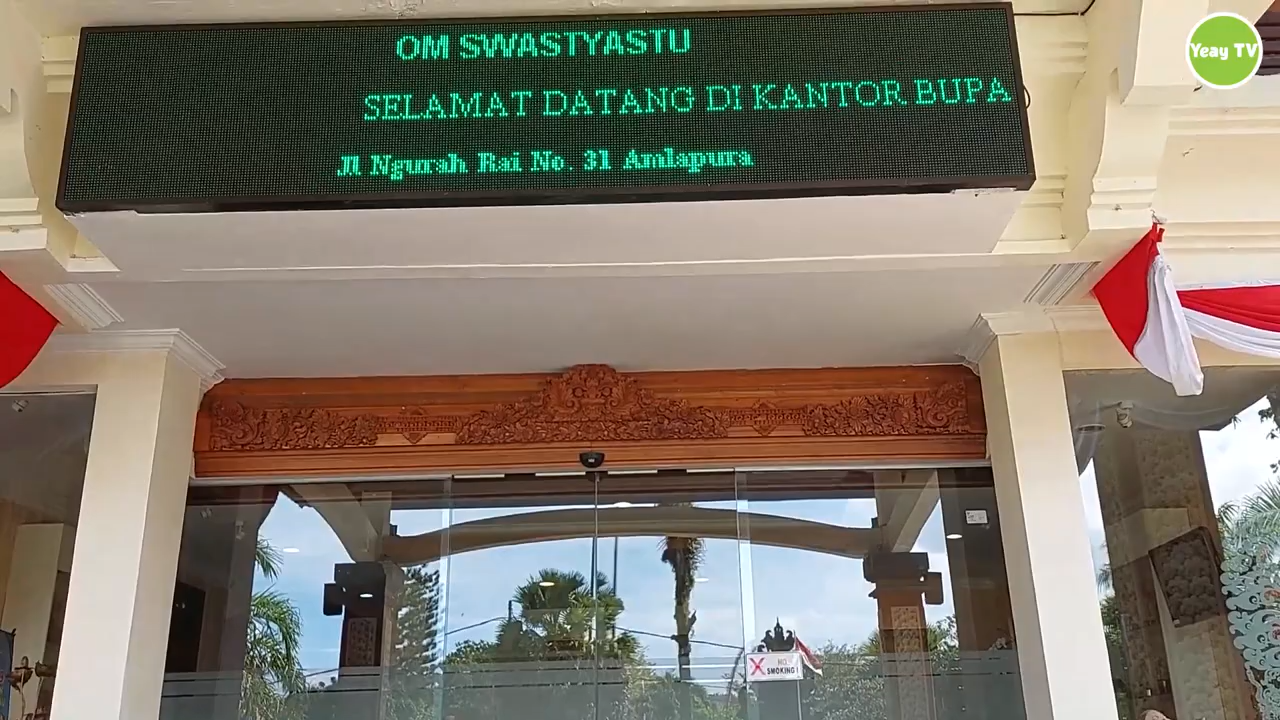 OM SWASTYASTU
SELAMAT DATANG DI KANTOR BUPA
Jl Ngurah Rai No. 31 Amlapura
Yeay TV
NO
SMOKING!